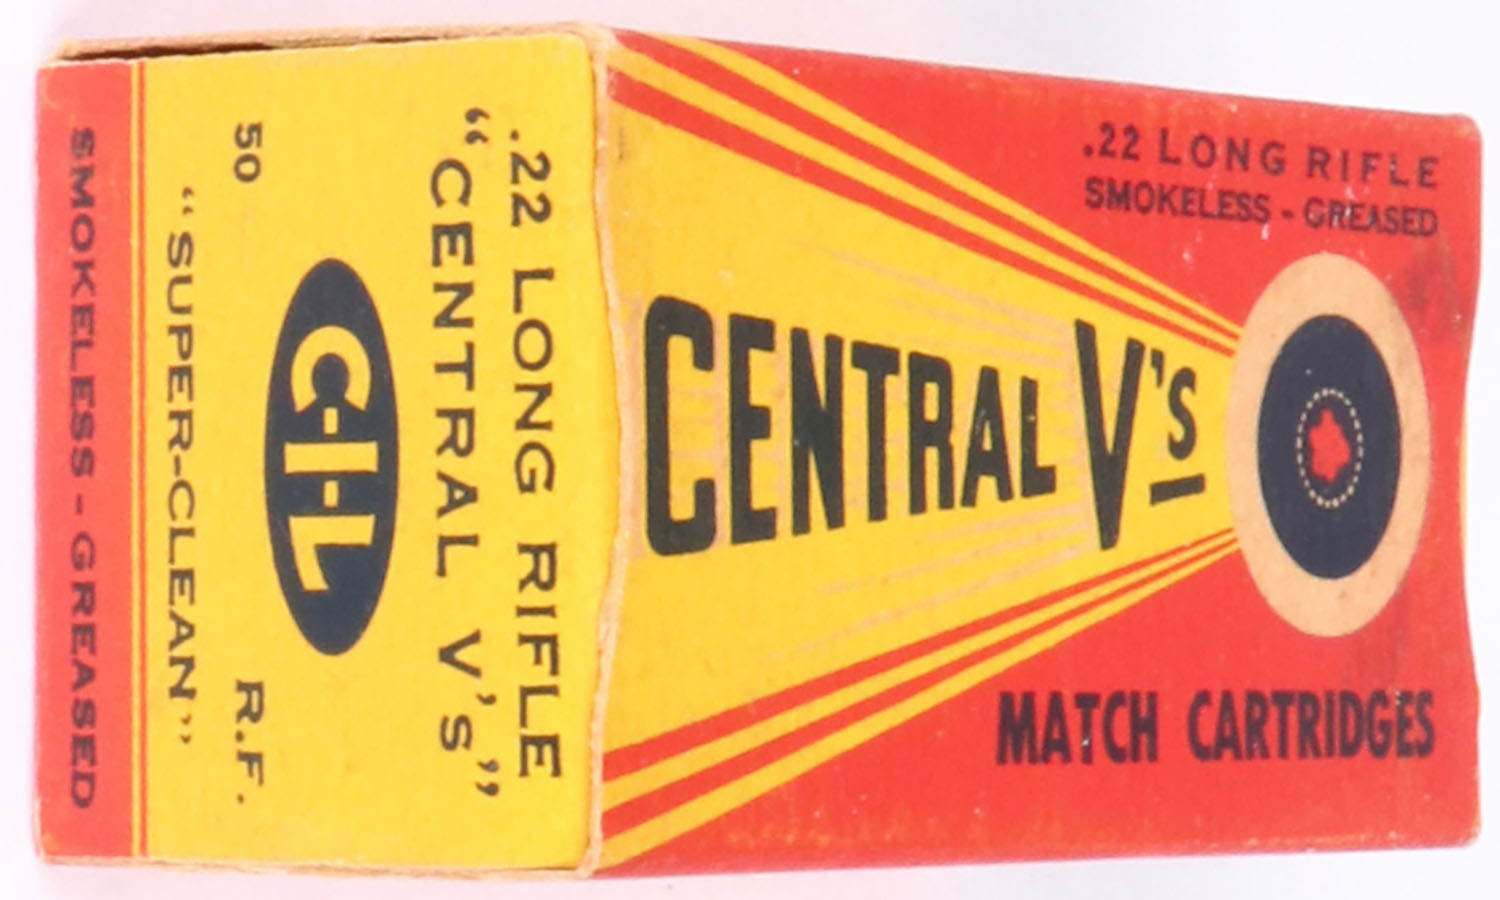 .22 LONG RIFLE
"CENTRAL V's"
C-I-L
50 R.F.
"SUPER-CLEAN"
SMOKELESS - GREASED
.22 LONG RIFLE
SMOKELESS - GREASED
CENTRAL V's
MATCH CARTRIDGES